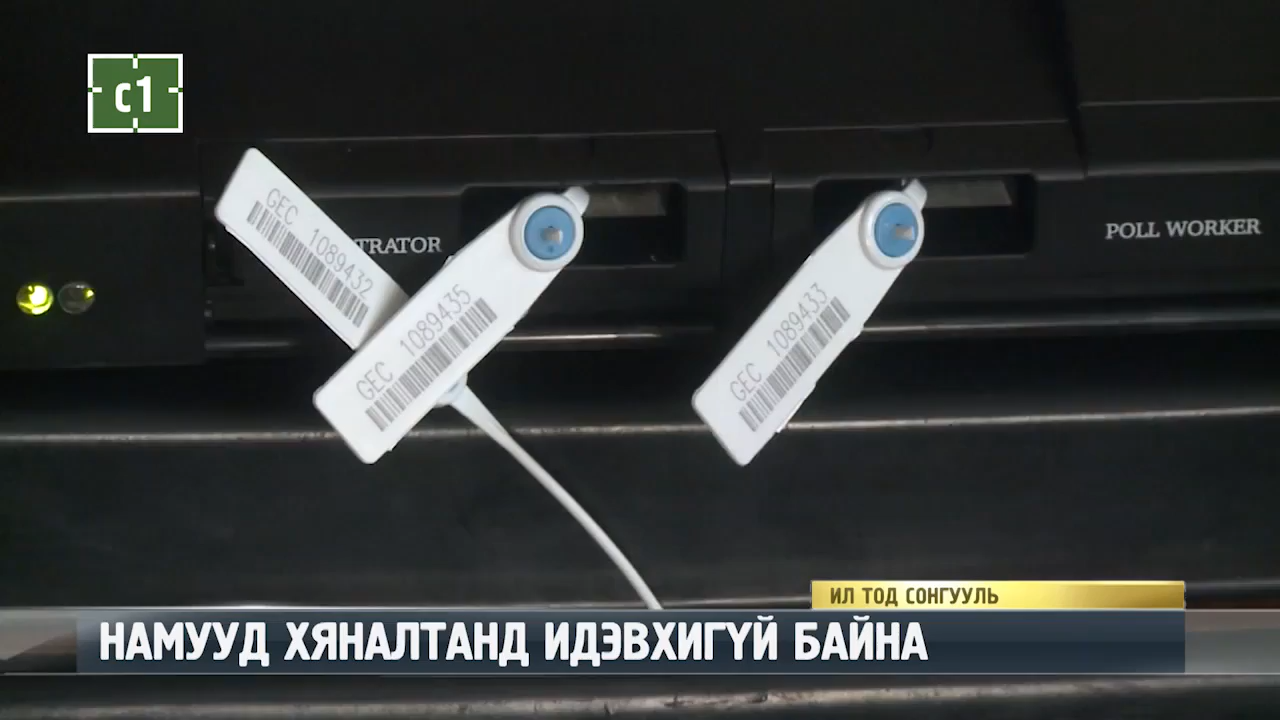 c1
GEC 1089432
TRATOR
GEC 1089435
GEC 1089433
POLL WORKER
ИЛ ТОД СОНГУУЛЬ
НАМУУД ХЯНАЛТАНД ИДЭВХИГҮЙ БАЙНА